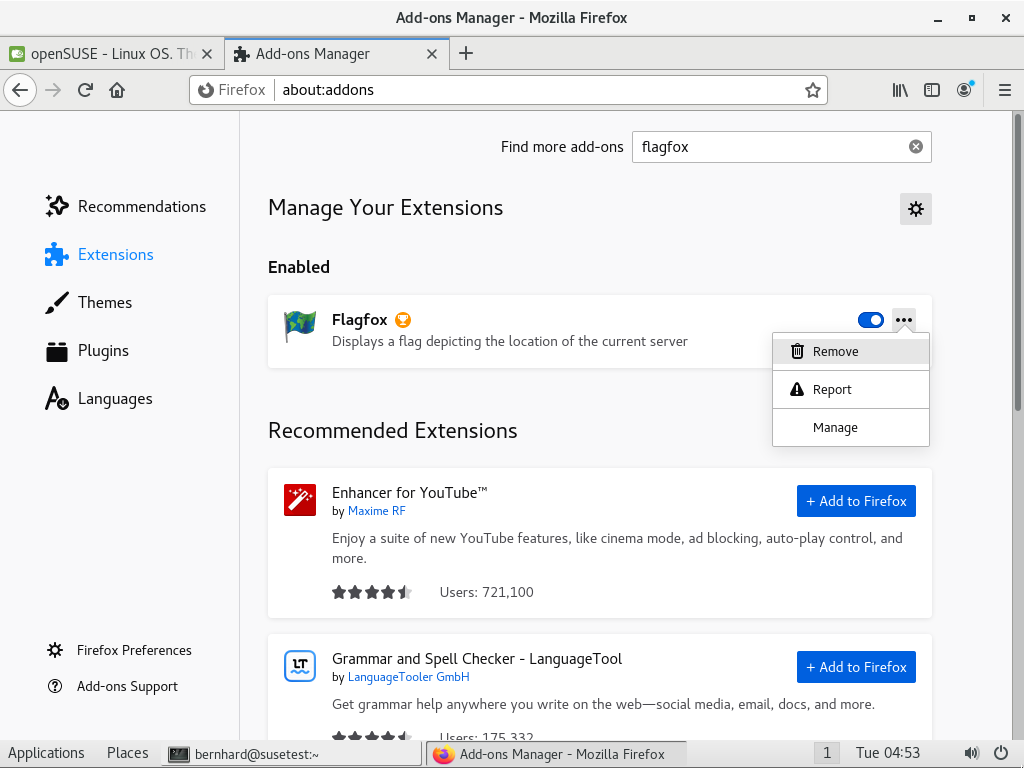 Add-ons Manager - Mozilla Firefox
openSUSE - Linux OS. Th
Add-ons Manager
Firefox
about:addons
Find more add-ons
flagfox
Recommendations
Extensions
Themes
Plugins
Languages
Firefox Preferences
Add-ons Support
Manage Your Extensions
Enabled
Flagfox
Displays a flag depicting the location of the current server
Remove
Report
Manage
Recommended Extensions
Enhancer for YouTube™
by Maxime RF
+ Add to Firefox
Enjoy a suite of new YouTube features, like cinema mode, ad blocking, auto-play control, and
more.
Users: 721,100
LT
Grammar and Spell Checker - LanguageTool
by LanguageTooler GmbH
+ Add to Firefox
Get grammar help anywhere you write on the web—social media, email, docs, and more.
Users: 175,332
Applications
Places
bernhard@susetest:~
Add-ons Manager - Mozilla Firefox
1
Tue 04:53